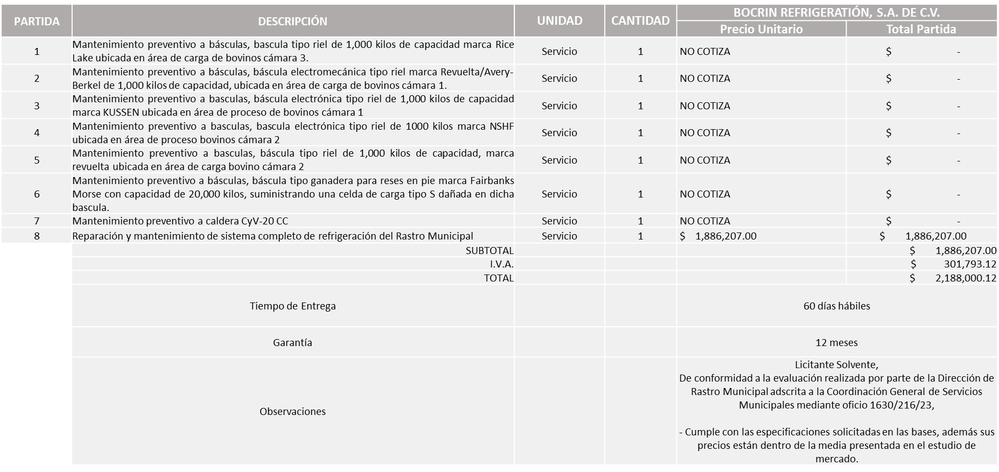 PARTIDA DESCRIPCIÓN UNIDAD CANTIDAD BOCRIN REFRIGERATIÓN, S.A. DE C.V.
Precio Unitario Total Partida
1 Mantenimiento preventivo a básculas, bascula tipo riel de 1,000 kilos de capacidad marca Rice
Lake ubicada en área de carga de bovinos cámara 3. Servicio 1 NO COTIZA $ -
2 Mantenimiento preventivo a básculas, báscula electromecánica tipo riel marca Revuelta/Avery-
Berkel de 1,000 kilos de capacidad, ubicada en área de carga de bovinos cámara 1. Servicio 1 NO COTIZA $ -
3 Mantenimiento preventivo a basculas, báscula electrónica tipo riel de 1,000 kilos de capacidad
marca KUSSEN ubicada en área de proceso de bovinos cámara 1 Servicio 1 NO COTIZA $ -
4 Mantenimiento preventivo a basculas, bascula electrónica tipo riel de 1000 kilos marca NSHF
ubicada en área de proceso bovinos cámara 2 Servicio 1 NO COTIZA $ -
5 Mantenimiento preventivo a basculas, báscula tipo riel de 1,000 kilos de capacidad, marca
revuelta ubicada en área de carga bovino cámara 2 Servicio 1 NO COTIZA $ -
6 Mantenimiento preventivo a básculas, báscula tipo ganadera para reses en pie marca Fairbanks
Morse con capacidad de 20,000 kilos, suministrando una celda de carga tipo S dañada en dicha
bascula. Servicio 1 NO COTIZA $ -
7 Mantenimiento preventivo a caldera CyV-20 CC Servicio 1 NO COTIZA $ -
8 Reparación y mantenimiento de sistema completo de refrigeración del Rastro Municipal Servicio 1 $ 1,886,207.00 $ 1,886,207.00
SUBTOTAL $ 1,886,207.00
I.V.A. $ 301,793.12
TOTAL $ 2,188,000.12
Tiempo de Entrega 60 días hábiles
Garantía 12 meses
Observaciones
Licitante Solvente,
De conformidad a la evaluación realizada por parte de la Dirección de
Rastro Municipal adscrita a la Coordinación General de Servicios
Municipales mediante oficio 1630/216/23,
- Cumple con las especificaciones solicitadas en las bases, además sus
precios están dentro de la media presentada en el estudio de
mercado.